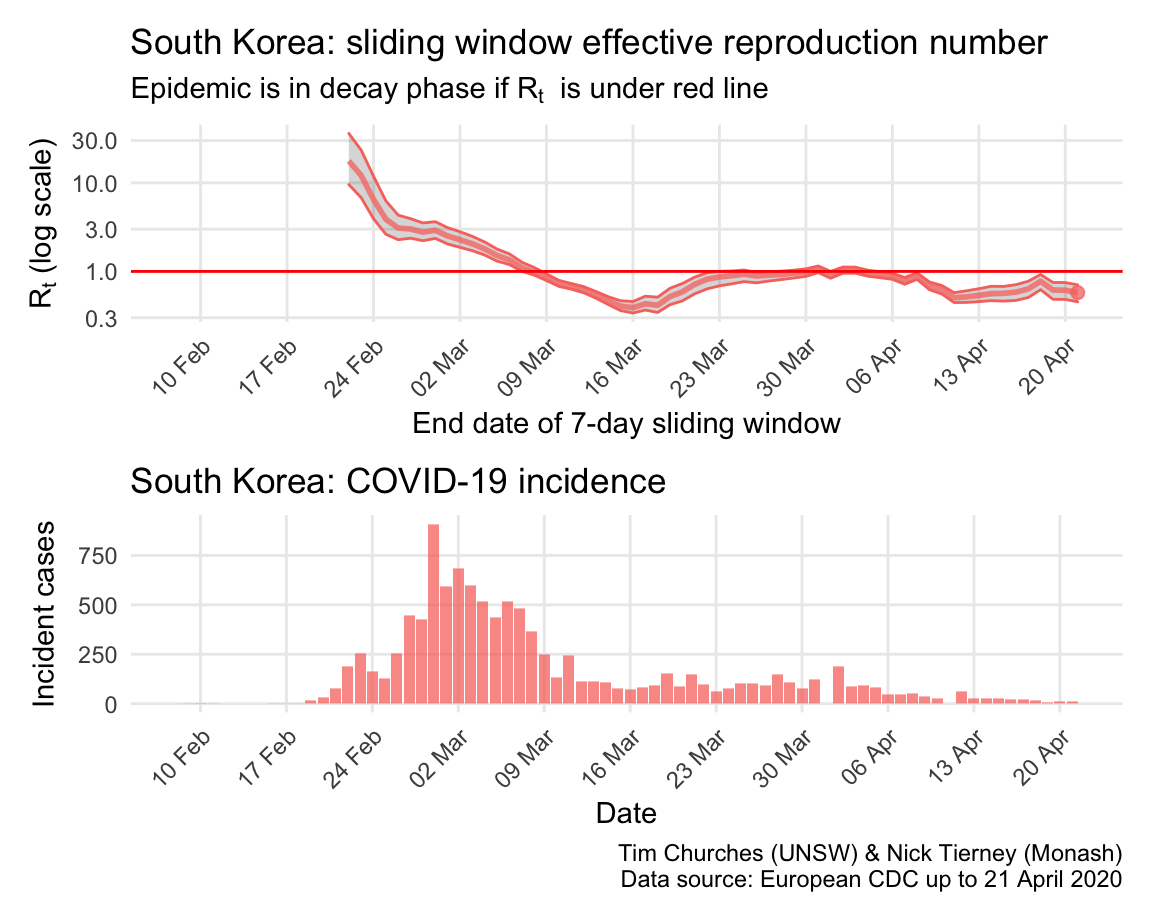 South Korea: sliding window effective reproduction number
Epidemic is in decay phase if Rt is under red line
Rt (log scale)
30.0
10.0
3.0
1.0
0.3
10 Feb
17 Feb
24 Feb
02 Mar
09 Mar
16 Mar
23 Mar
30 Mar
06 Apr
13 Apr
20 Apr
End date of 7-day sliding window
South Korea: COVID-19 incidence
Incident cases
750
500
250
0
10 Feb
17 Feb
24 Feb
02 Mar
09 Mar
16 Mar
23 Mar
30 Mar
06 Apr
13 Apr
20 Apr
Date
Tim Churches (UNSW) & Nick Tierney (Monash)
Data source: European CDC up to 21 April 2020